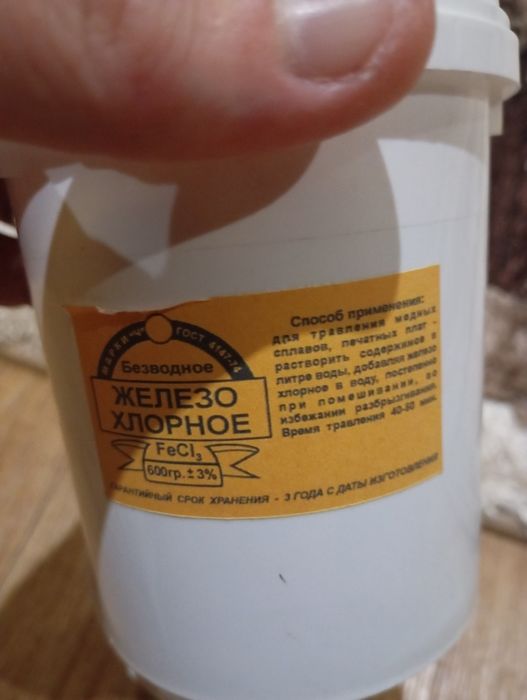 МАРКИ "Ч" ГОСТ 4147-74
Безводное
ЖЕЛЕЗО
ХЛОРНОЕ
FeCl3
600гр.±3%
Способ применения:
для травления медных
сплавов, печатных плат -
растворить содержимое в
литре воды, добавляя железо
хлорное в воду, постепенно
при помешивании, во
избежании разбрызгивания.
Время травления 40-50 мин.
ГАРАНТИЙНЫЙ СРОК ХРАНЕНИЯ - 3 ГОДА С ДАТЫ ИЗГОТОВЛЕНИЯ